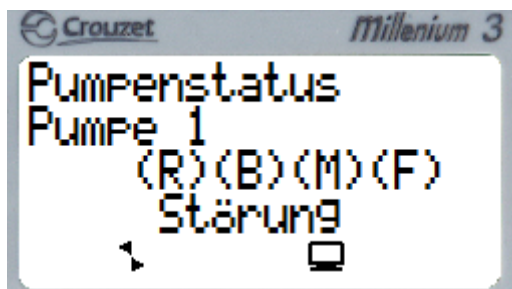 Crouzet Millenium 3
Pumpenstatus
Pumpe 1
(R)(B)(M)(F)
Störung